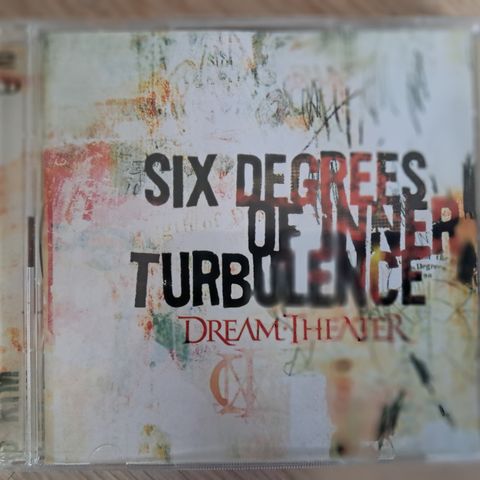 SIX DEGREES
OF INNER
TURBULENCE
DREAM THEATER